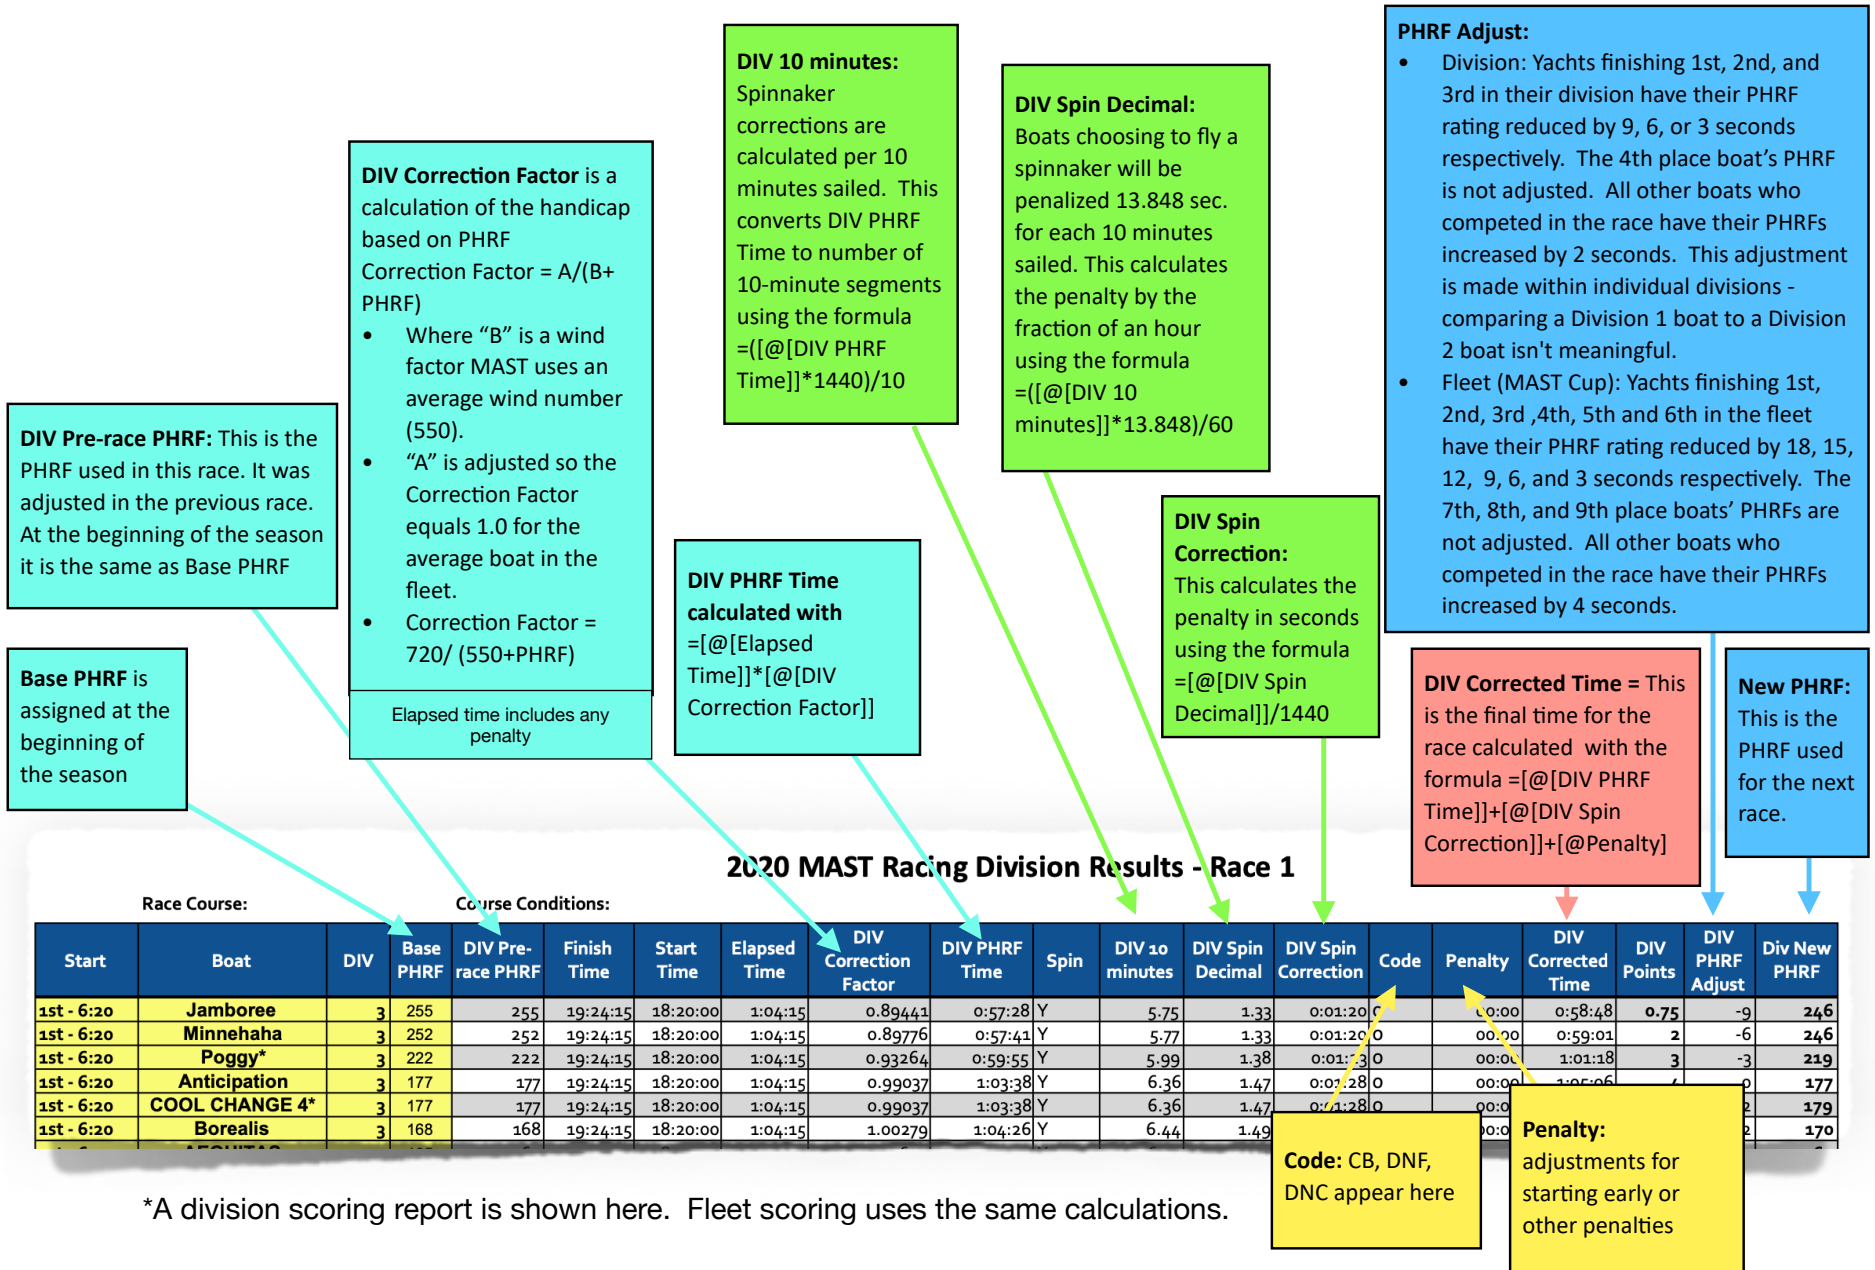 DIV Pre-race PHRF: This is the
PHRF used in this race. It was
adjusted in the previous race.
At the beginning of the season
it is the same as Base PHRF
Base PHRF is
assigned at the
beginning of
the season
DIV Correction Factor is a
calculation of the handicap
based on PHRF
Correction Factor = A/(B+
PHRF)
• Where “B” is a wind
factor MAST uses an
average wind number
(550).
• “A” is adjusted so the
Correction Factor
equals 1.0 for the
average boat in the
fleet.
• Correction Factor =
720/ (550+PHRF)
Elapsed time includes any
penalty
DIV PHRF Time
calculated with
=[@[Elapsed
Time]]*[@[DIV
Correction Factor]]
DIV 10 minutes:
Spinnaker
corrections are
calculated per 10
minutes sailed. This
converts DIV PHRF
Time to number of
10-minute segments
using the formula
=([@[DIV PHRF
Time]]*1440)/10
DIV Spin Decimal:
Boats choosing to fly a
spinnaker will be
penalized 13.848 sec.
for each 10 minutes
sailed. This calculates
the penalty by the
fraction of an hour
using the formula
=([@[DIV 10
minutes]]*13.848)/60
DIV Spin
Correction:
This calculates the
penalty in seconds
using the formula
=[@[DIV Spin
Decimal]]/1440
PHRF Adjust:
• Division: Yachts finishing 1st, 2nd, and
3rd in their division have their PHRF
rating reduced by 9, 6, or 3 seconds
respectively. The 4th place boat’s PHRF
is not adjusted. All other boats who
competed in the race have their PHRFs
increased by 2 seconds. This adjustment
is made within individual divisions -
comparing a Division 1 boat to a Division
2 boat isn't meaningful.
• Fleet (MAST Cup): Yachts finishing 1st,
2nd, 3rd ,4th, 5th and 6th in the fleet
have their PHRF rating reduced by 18, 15,
12, 9, 6, and 3 seconds respectively. The
7th, 8th, and 9th place boats’ PHRFs are
not adjusted. All other boats who
competed in the race have their PHRFs
increased by 4 seconds.
DIV Corrected Time = This
is the final time for the
race calculated with the
formula =[@[DIV PHRF
Time]]+[@[DIV Spin
Correction]]+[@Penalty]
New PHRF:
This is the
PHRF used
for the next
race.
2020 MAST Racing Division Results - Race 1
Race Course: Course Conditions:
Start Boat DIV Base PHRF DIV Pre-race PHRF Finish Time Start Time Elapsed Time DIV Correction Factor DIV PHRF Time Spin DIV 10 minutes DIV Spin Decimal DIV Spin Correction Code Penalty DIV Corrected Time DIV Points DIV PHRF Adjust Div New PHRF
1st - 6:20 Jamboree 3 255 255 19:24:15 18:20:00 1:04:15 0.89441 0:57:28 Y 5.75 1.33 0:01:20 0 00:00 0:58:48 0.75 -9 246
1st - 6:20 Minnehaha 3 252 252 19:24:15 18:20:00 1:04:15 0.89776 0:57:41 Y 5.77 1.33 0:01:20 0 00:00 0:59:01 2 -6 246
1st - 6:20 Poggy* 3 222 222 19:24:15 18:20:00 1:04:15 0.93264 0:59:55 Y 5.99 1.38 0:01:23 0 00:00 1:01:18 3 -3 219
1st - 6:20 Anticipation 3 177 177 19:24:15 18:20:00 1:04:15 0.99037 1:03:38 Y 6.36 1.47 0:01:28 0 00:00 1:05:06 4 0 177
1st - 6:20 COOL CHANGE 4* 3 177 177 19:24:15 18:20:00 1:04:15 0.99037 1:03:38 Y 6.36 1.47 0:01:28 0 2 179
1st - 6:20 Borealis 3 168 168 19:24:15 18:20:00 1:04:15 1.00279 1:04:26 Y 6.44 1.49 2 170
Code: CB, DNF,
DNC appear here
Penalty:
adjustments for
starting early or
other penalties
*A division scoring report is shown here. Fleet scoring uses the same calculations.